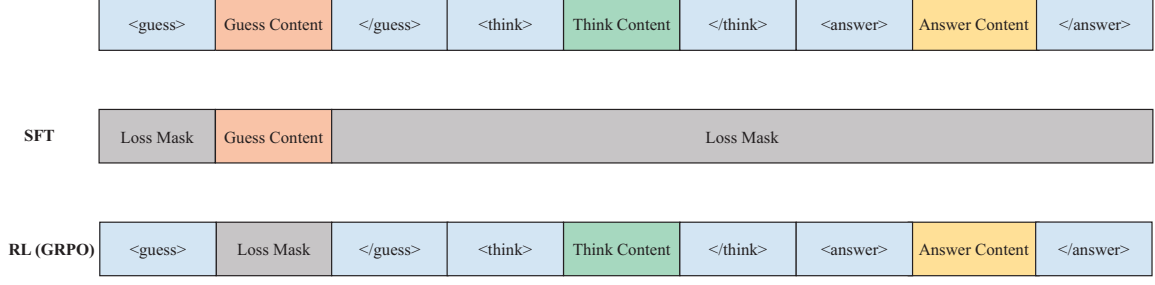 <guess> Guess Content </guess> <think> Think Content </think> <answer> Answer Content </answer>
SFT Loss Mask Guess Content Loss Mask
RL (GRPO) <guess> Loss Mask </guess> <think> Think Content </think> <answer> Answer Content </answer>